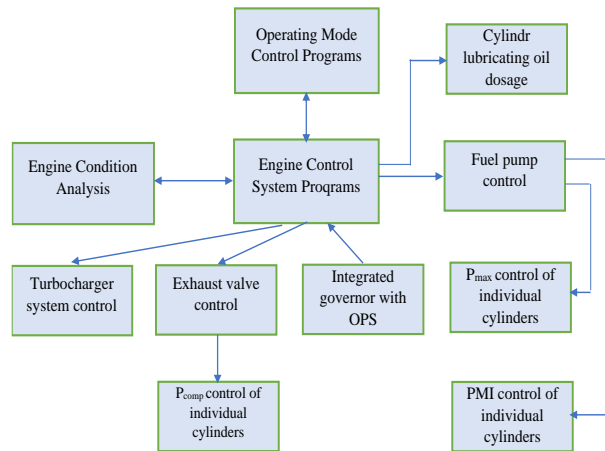 Operating Mode
Control Programs
Cylindr
lubricating oil
dosage
Engine Condition
Analysis
Engine Control
System Proqrams
Fuel pump
control
Turbocharger
system control
Exhaust valve
control
Integrated
governor with
OPS
Pmax control of
individual
cylinders
Pcomp control of
individual
cylinders
PMI control of
individual
cylinders